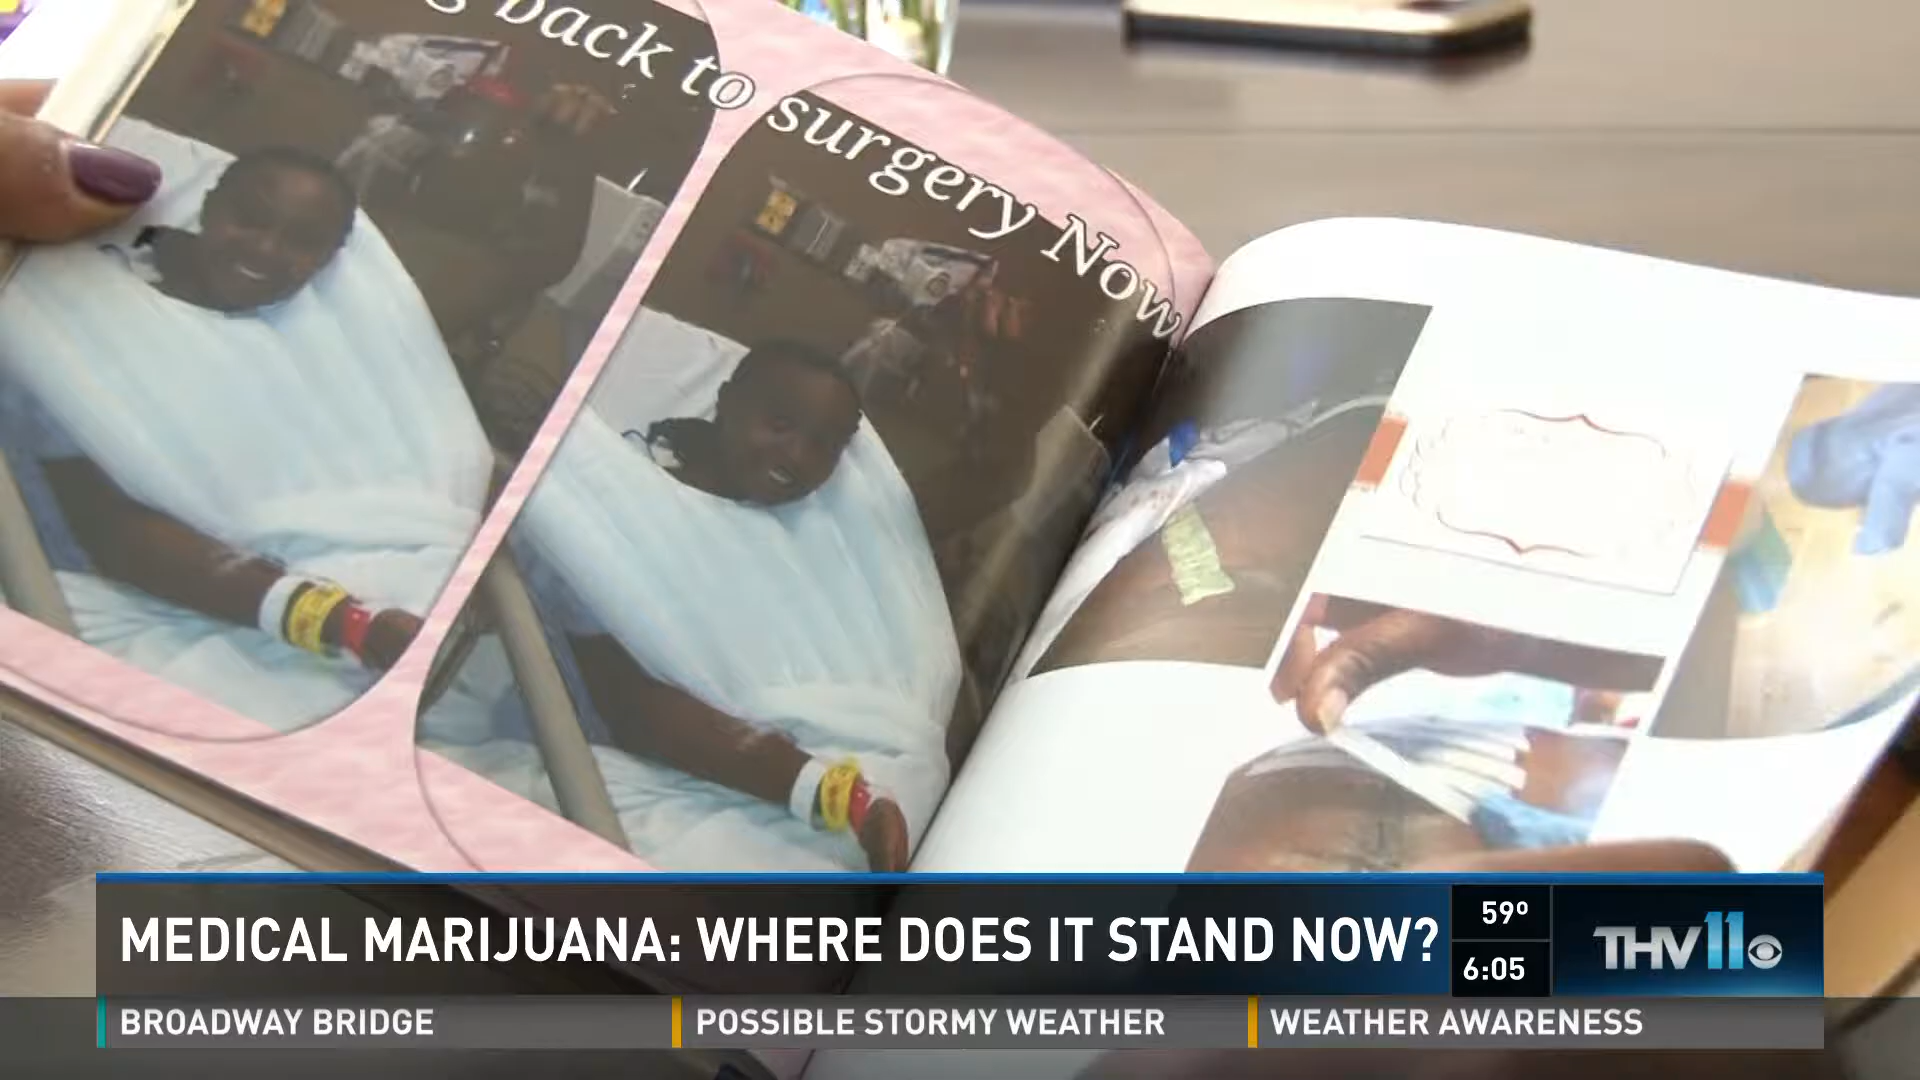 back to surgery Now
MEDICAL MARIJUANA: WHERE DOES IT STAND NOW?
59º
6:05
THV11
BROADWAY BRIDGE
POSSIBLE STORMY WEATHER
WEATHER AWARENESS